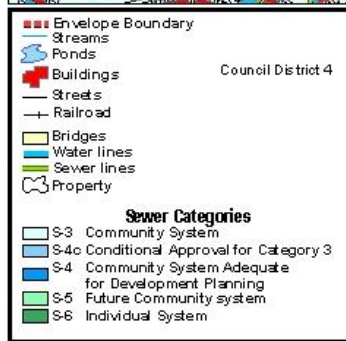 Envelope Boundary
Streams
Ponds
Buildings
Council District 4
Streets
Railroad
Bridges
Water lines
Sewer lines
Property
Sewer Categories
S-3 Community System
S-4c Conditional Approval for Category 3
S-4 Community System Adequate
for Development Planning
S-5 Future Community system
S-6 Individual System